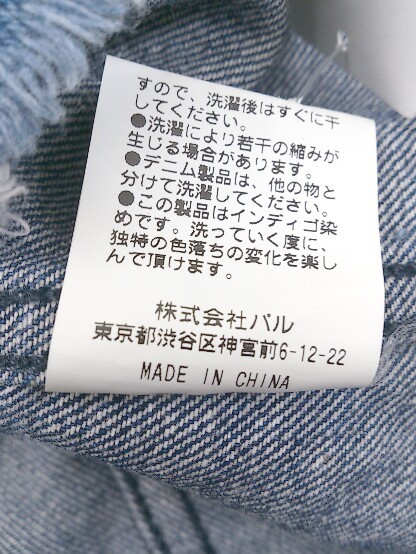 すので、洗濯後はすぐに干
してください。
●洗濯により若干の縮みが
生じる場合があります。
●デニム製品は、他の物と
分けて洗濯してください。
●この製品はインディゴ染
めです。洗っていく度に、
独特の色落ちの変化を楽し
んで頂けます。
株式会社パル
東京都渋谷区神宮前6-12-22
MADE IN CHINA